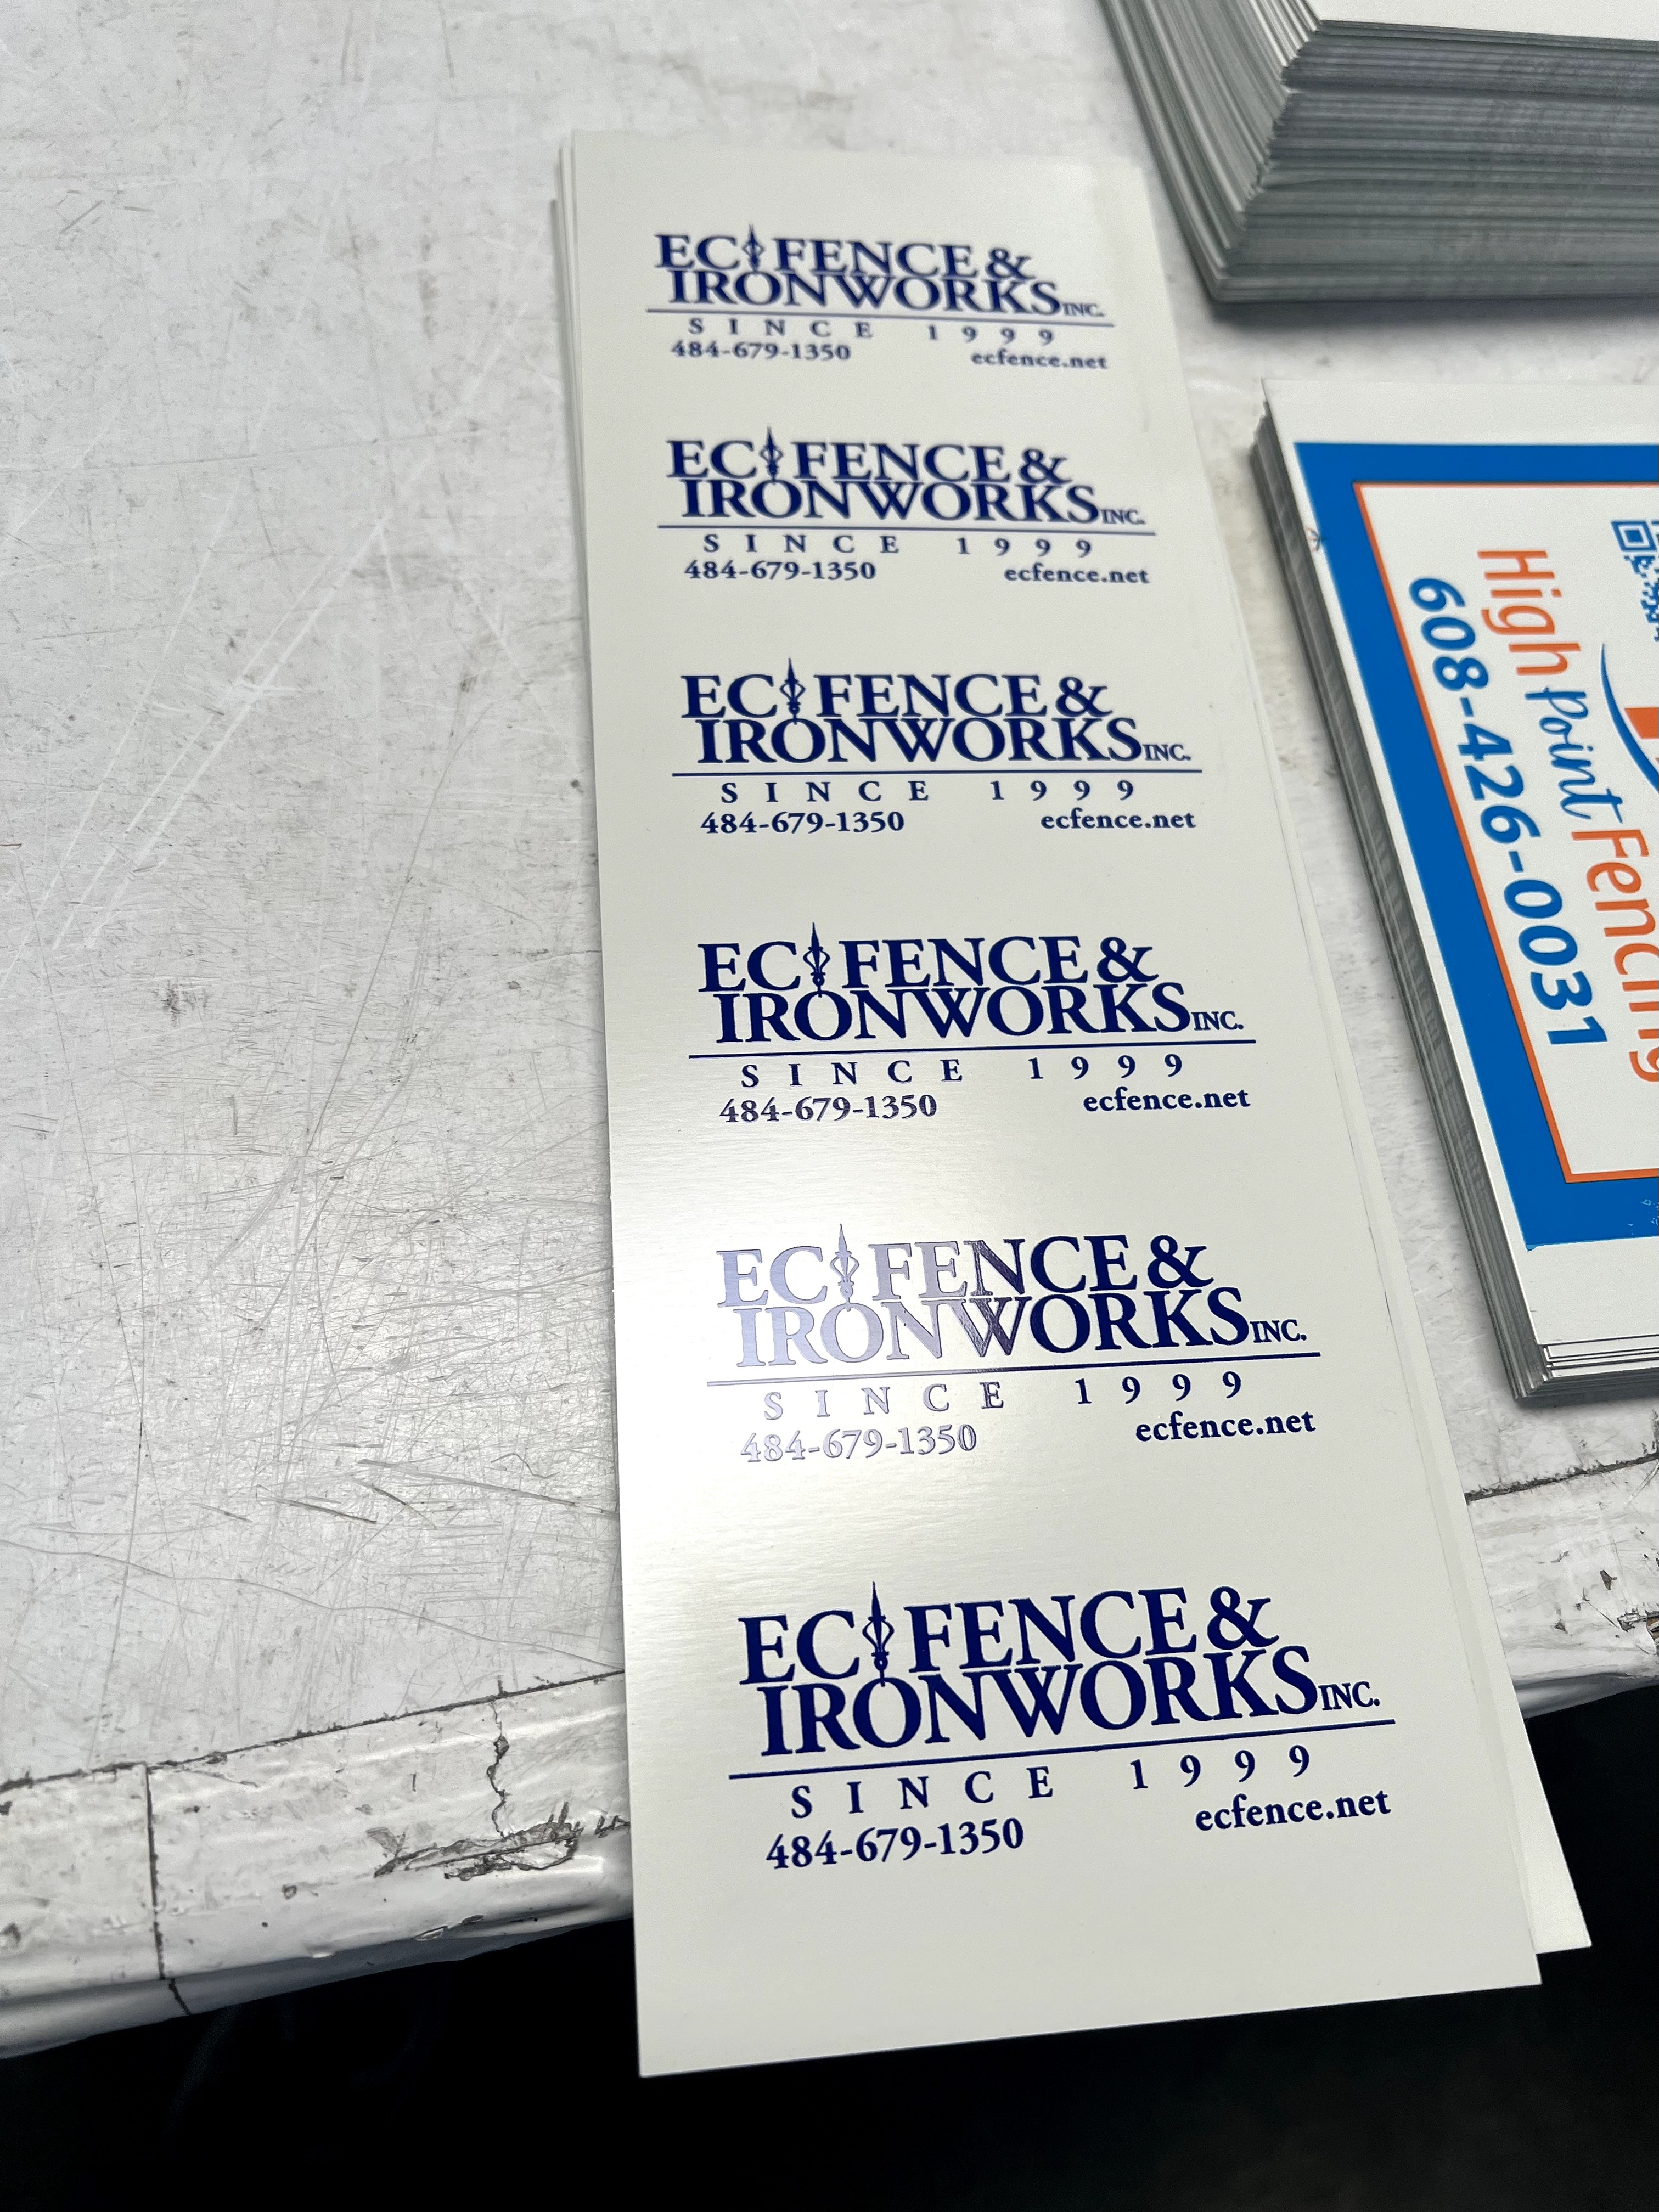 EC FENCE &
IRONWORKS INC.
SINCE 1999
484-679-1350 ecfence.net
EC FENCE &
IRONWORKS INC.
SINCE 1999
484-679-1350 ecfence.net
EC FENCE &
IRONWORKS INC.
SINCE 1999
484-679-1350 ecfence.net
EC FENCE &
IRONWORKS INC.
SINCE 1999
484-679-1350 ecfence.net
EC FENCE &
IRONWORKS INC.
SINCE 1999
484-679-1350 ecfence.net
EC FENCE &
IRONWORKS INC.
SINCE 1999
484-679-1350 ecfence.net
High Point Fencing
608-426-0031